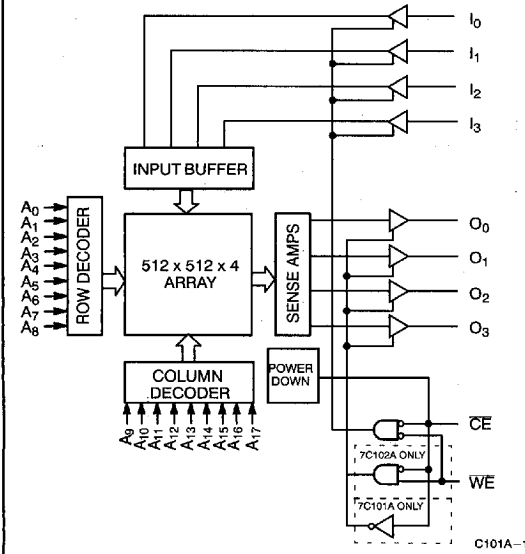 I0
I1
I2
I3
INPUT BUFFER
A0
A1
A2
A3
A4
A5
A6
A7
A8
ROW DECODER
512 x 512 x 4
ARRAY
SENSE AMPS
O0
O1
O2
O3
COLUMN
DECODER
POWER
DOWN
A9
A10
A11
A12
A13
A14
A15
A16
A17
CE
7C102A ONLY
WE
7C101A ONLY
C101A–1